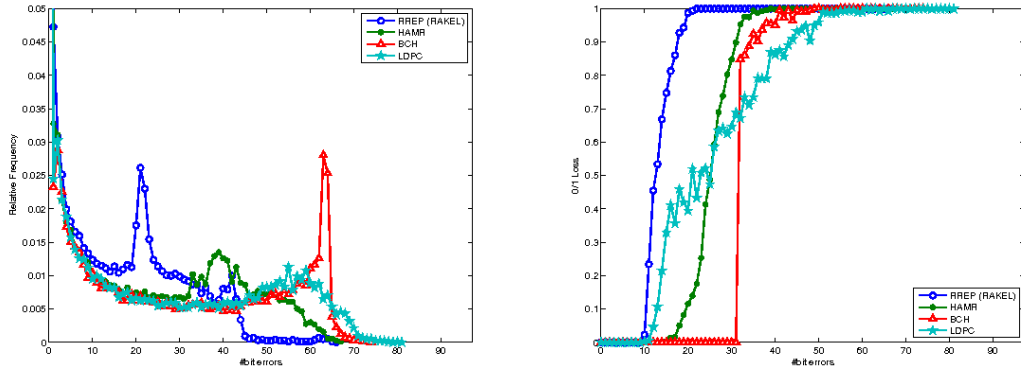 0.05
0.045
0.04
0.035
0.03
0.025
0.02
0.015
0.01
0.005
0
Relative Frequency
0 10 20 30 40 50 60 70 80 90
#biterrors
RREP (RAKEL)
HAMR
BCH
LDPC
1
0.9
0.8
0.7
0.6
0.5
0.4
0.3
0.2
0.1
0
0/1 Loss
0 10 20 30 40 50 60 70 80 90
#biterrors
RREP (RAKEL)
HAMR
BCH
LDPC